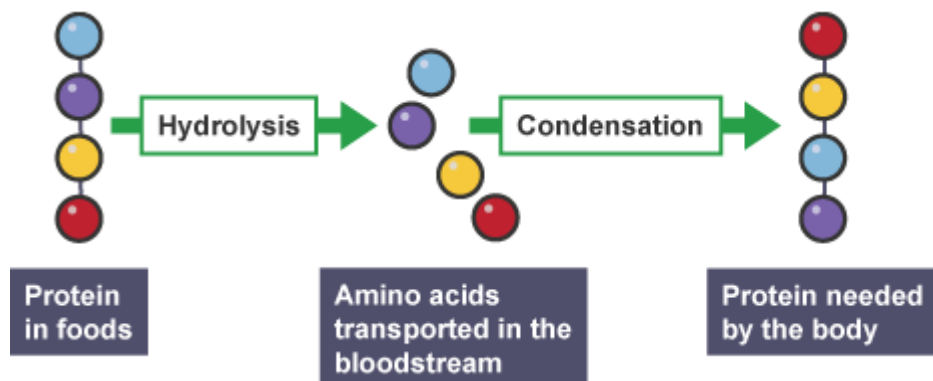 Hydrolysis
Condensation
Protein
in foods
Amino acids
transported in the
bloodstream
Protein needed
by the body